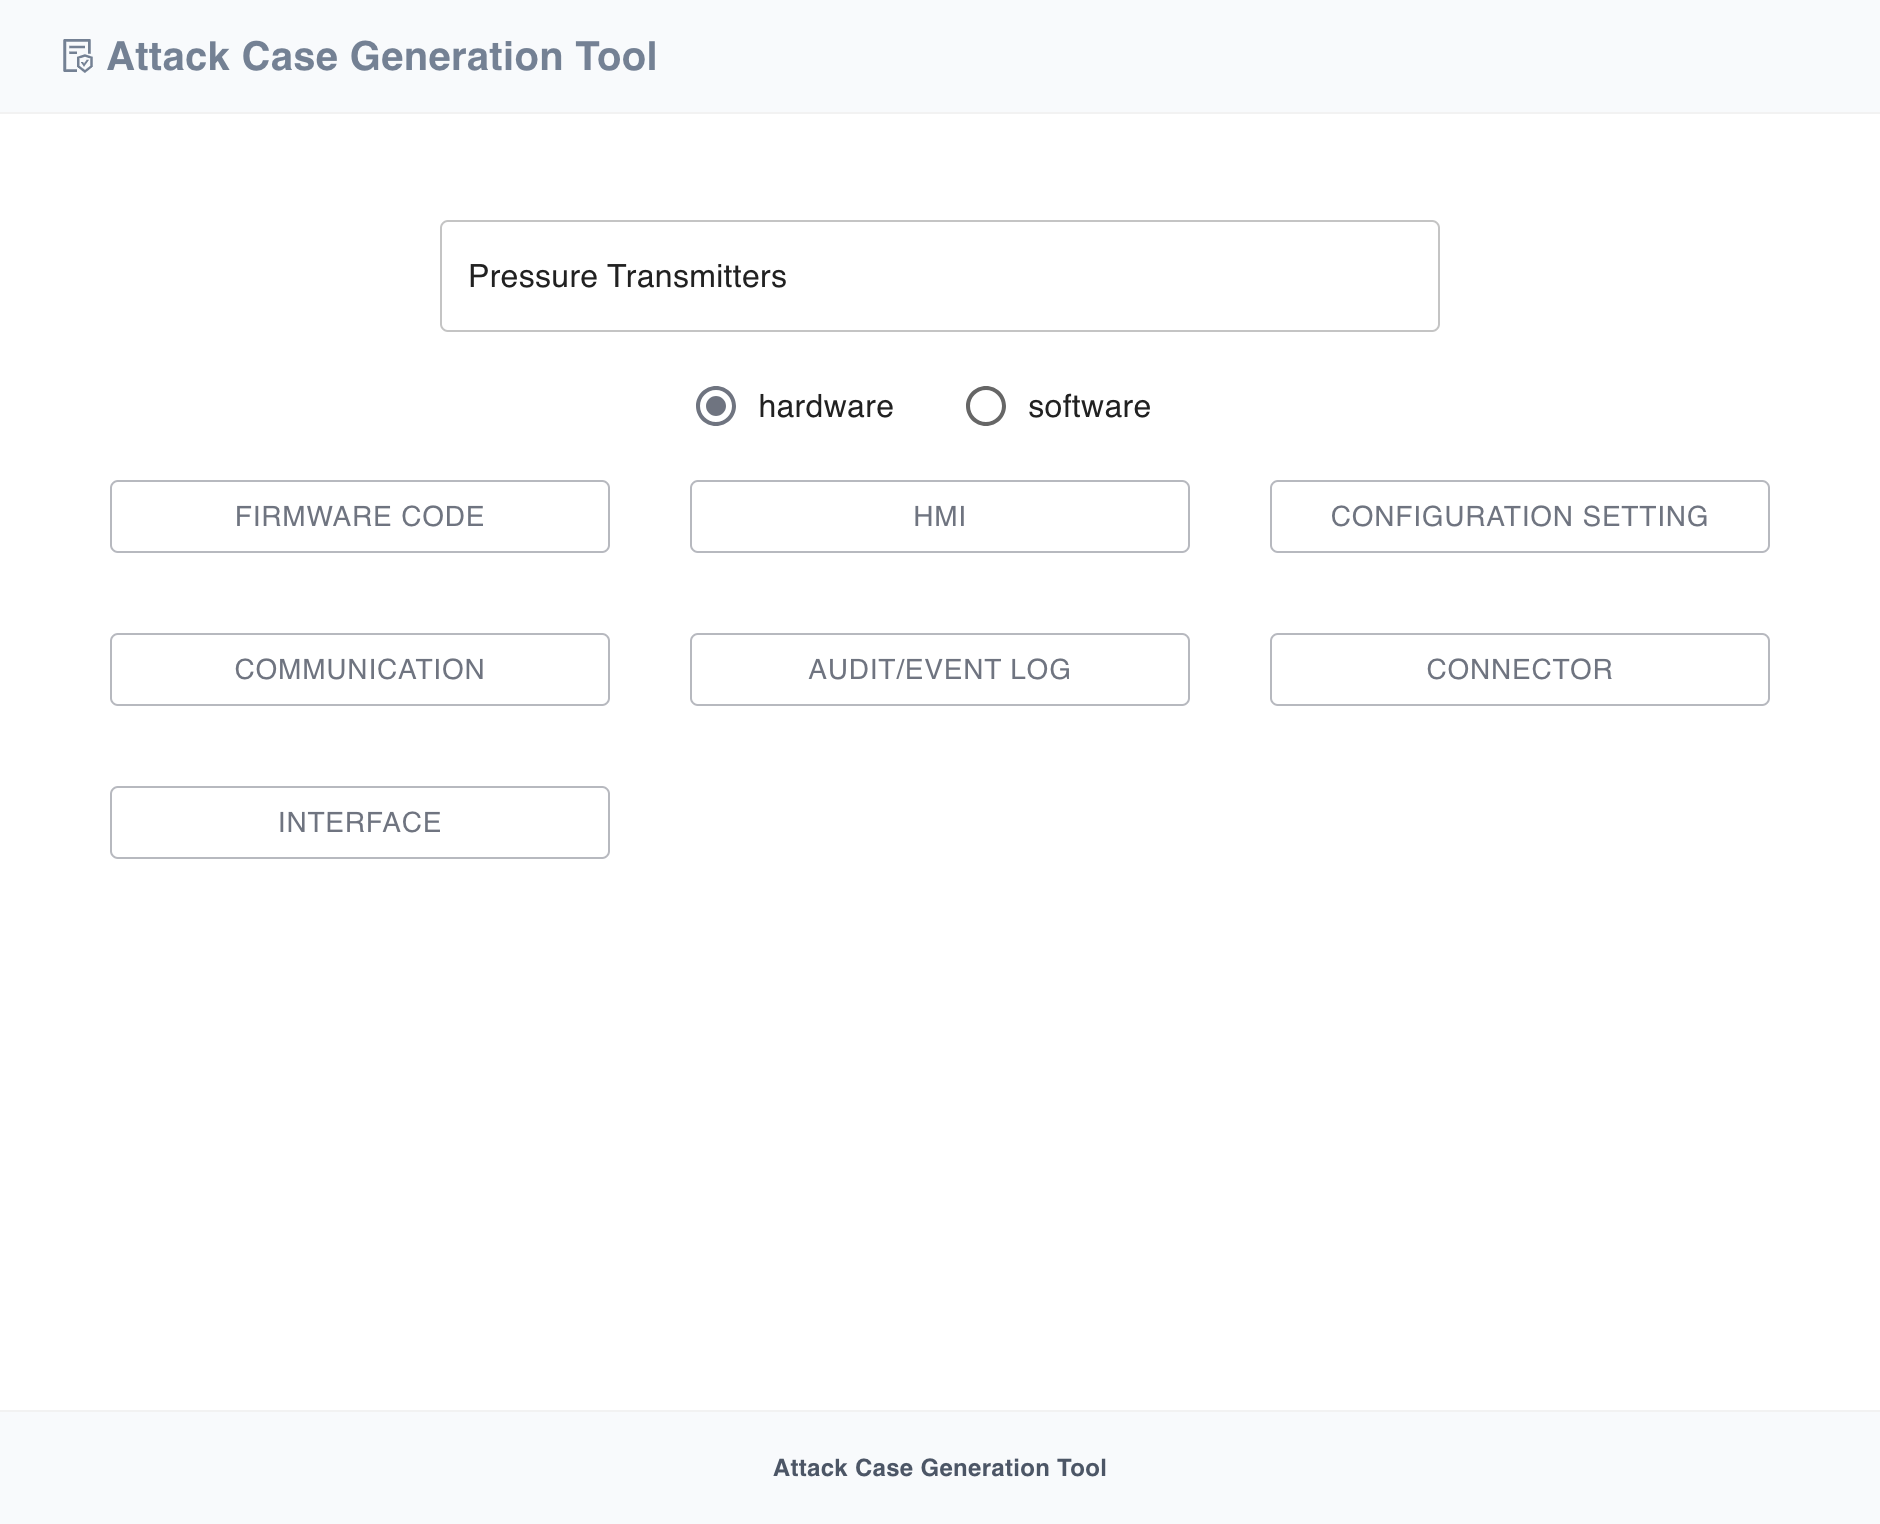 Attack Case Generation Tool
Pressure Transmitters
hardware software
FIRMWARE CODE HMI CONFIGURATION SETTING
COMMUNICATION AUDIT/EVENT LOG CONNECTOR
INTERFACE
Attack Case Generation Tool